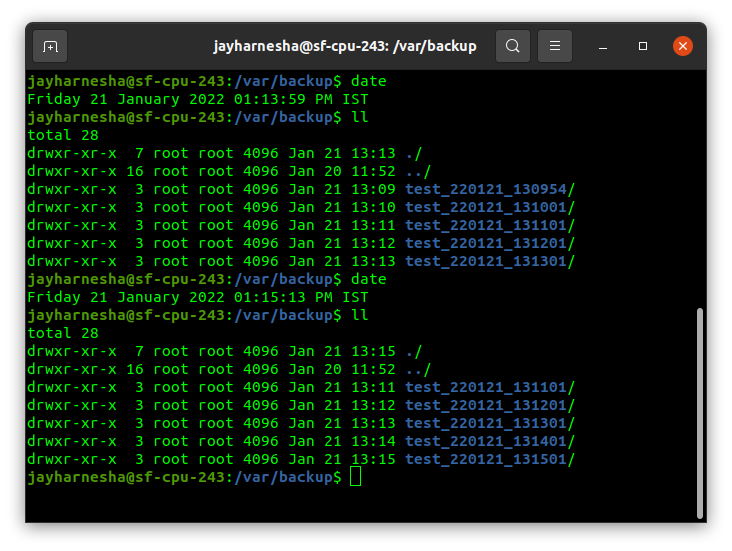 jayharnesha@sf-cpu-243: /var/backup
jayharnesha@sf-cpu-243:/var/backup$ date
Friday 21 January 2022 01:13:59 PM IST
jayharnesha@sf-cpu-243:/var/backup$ ll
total 28
drwxr-xr-x  7 root root 4096 Jan 21 13:13 ./
drwxr-xr-x 16 root root 4096 Jan 20 11:52 ../
drwxr-xr-x  3 root root 4096 Jan 21 13:09 test_220121_130954/
drwxr-xr-x  3 root root 4096 Jan 21 13:10 test_220121_131001/
drwxr-xr-x  3 root root 4096 Jan 21 13:11 test_220121_131101/
drwxr-xr-x  3 root root 4096 Jan 21 13:12 test_220121_131201/
drwxr-xr-x  3 root root 4096 Jan 21 13:13 test_220121_131301/
jayharnesha@sf-cpu-243:/var/backup$ date
Friday 21 January 2022 01:15:13 PM IST
jayharnesha@sf-cpu-243:/var/backup$ ll
total 28
drwxr-xr-x  7 root root 4096 Jan 21 13:15 ./
drwxr-xr-x 16 root root 4096 Jan 20 11:52 ../
drwxr-xr-x  3 root root 4096 Jan 21 13:11 test_220121_131101/
drwxr-xr-x  3 root root 4096 Jan 21 13:12 test_220121_131201/
drwxr-xr-x  3 root root 4096 Jan 21 13:13 test_220121_131301/
drwxr-xr-x  3 root root 4096 Jan 21 13:14 test_220121_131401/
drwxr-xr-x  3 root root 4096 Jan 21 13:15 test_220121_131501/
jayharnesha@sf-cpu-243:/var/backup$